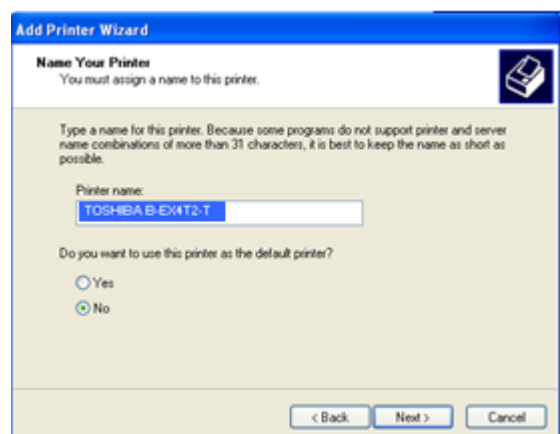 Add Printer Wizard
Name Your Printer
You must assign a name to this printer.
Type a name for this printer. Because some programs do not support printer and server
name combinations of more than 31 characters, it is best to keep the name as short as
possible.
Printer name:
TOSHIBA B-EX4T2-T
Do you want to use this printer as the default printer?
Yes
No
< Back
Next >
Cancel